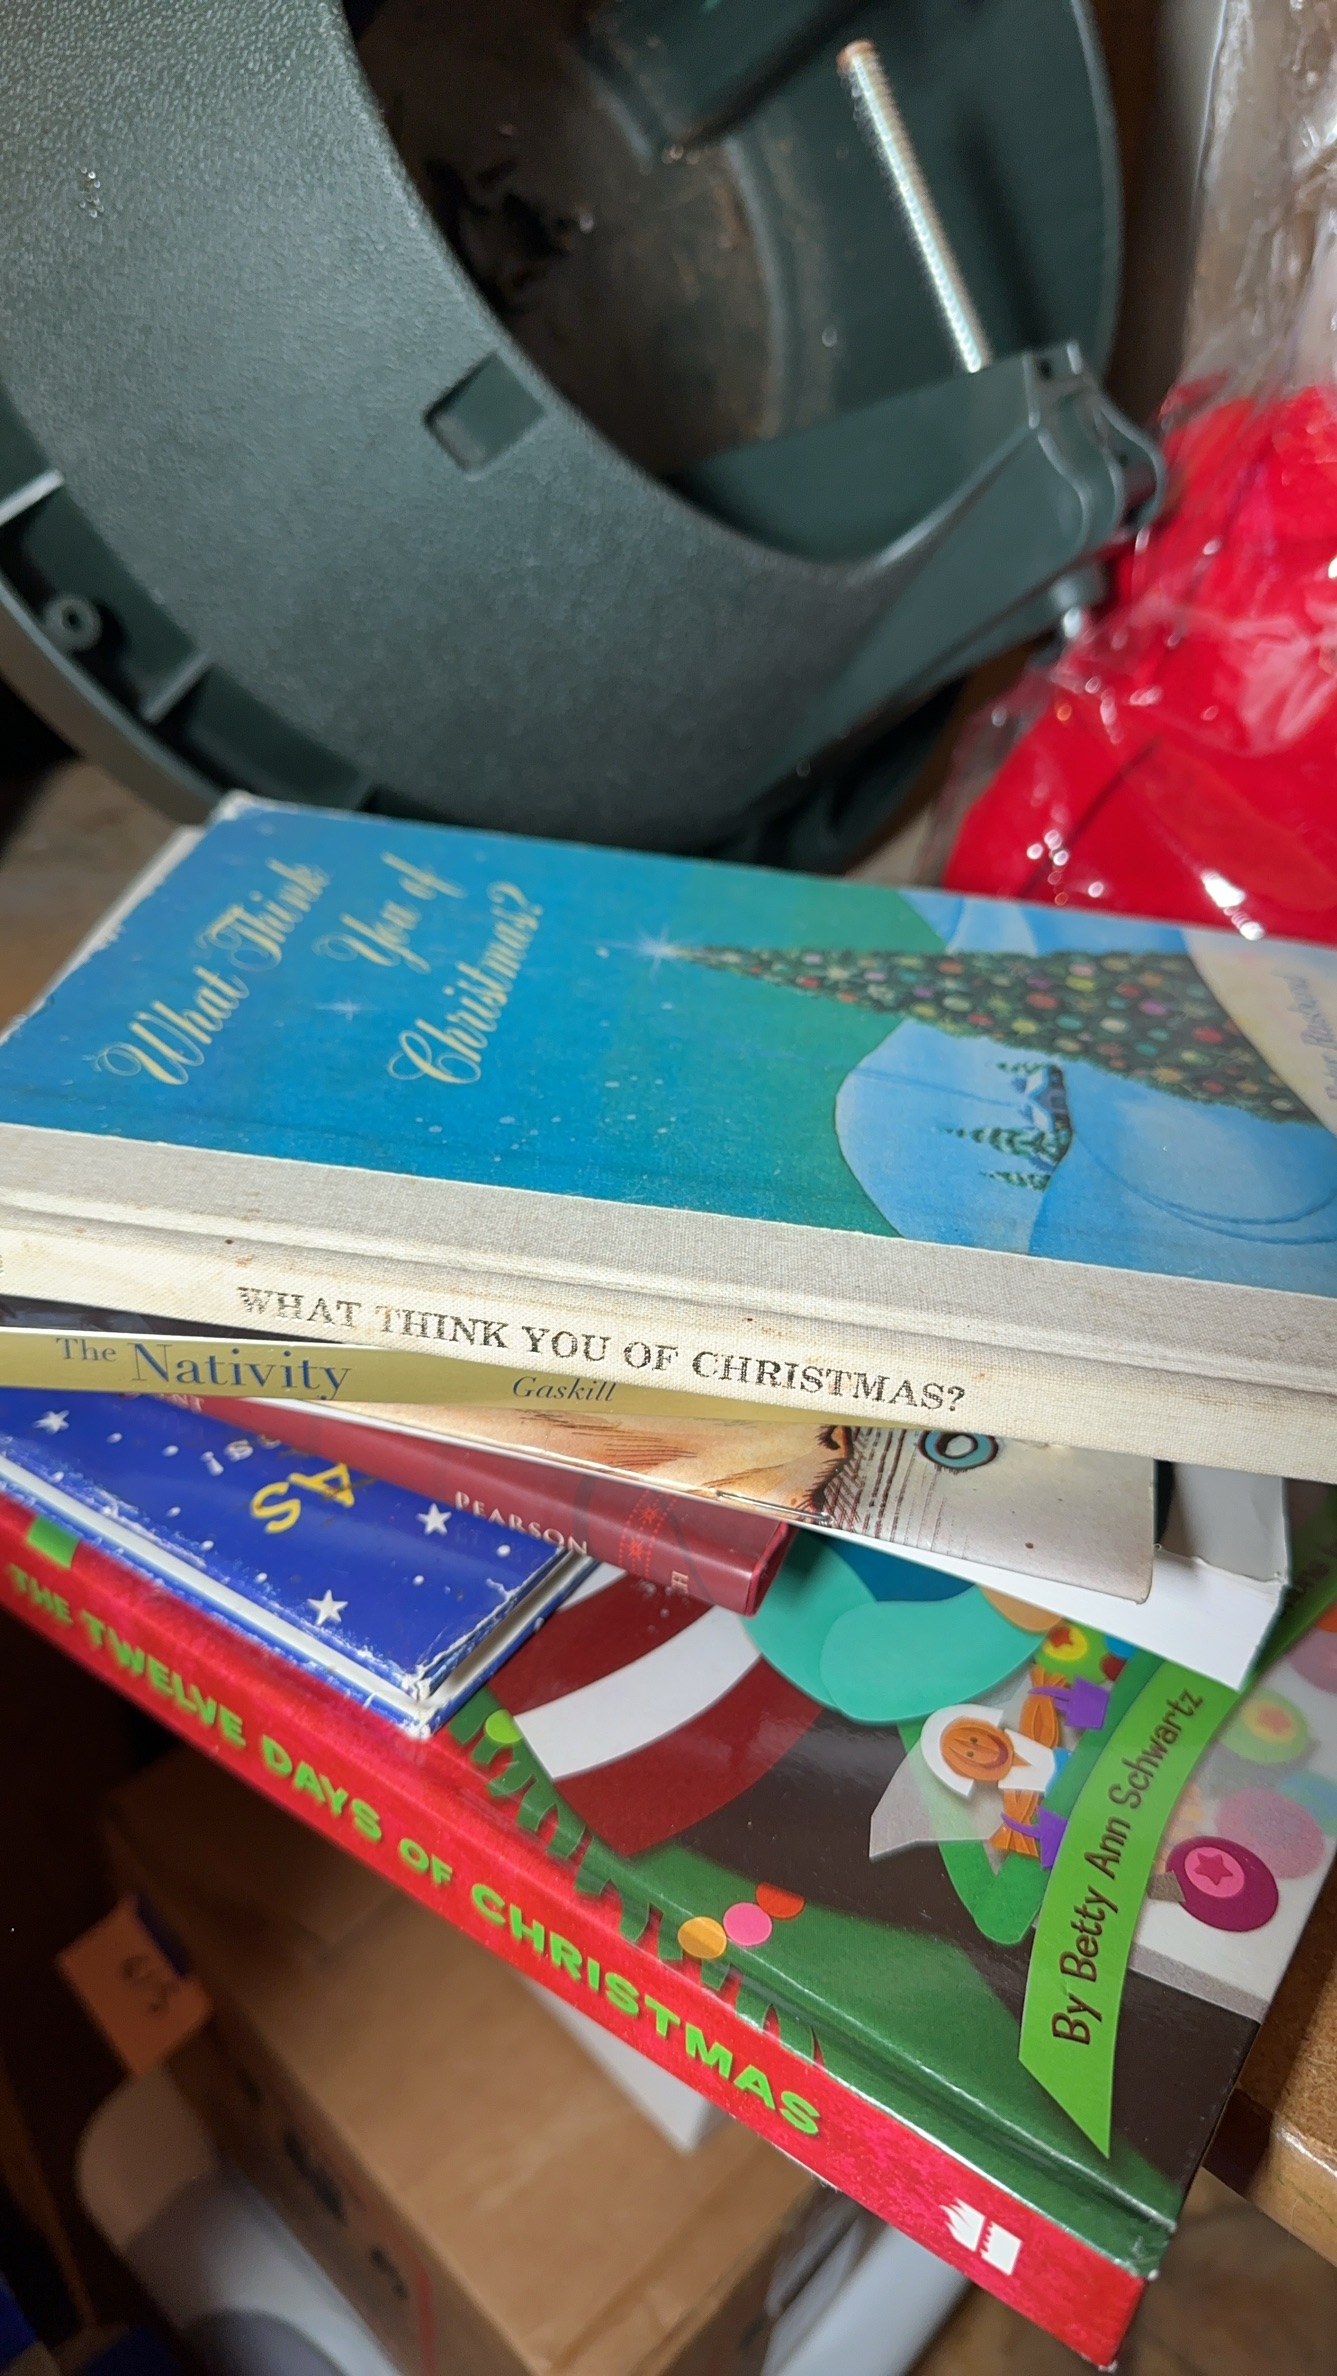 What Think
You of
Christmas?
WHAT THINK YOU OF CHRISTMAS?
The Nativity Gaskill
PEARSON
AS
THE TWELVE DAYS OF CHRISTMAS
By Betty Ann Schwartz